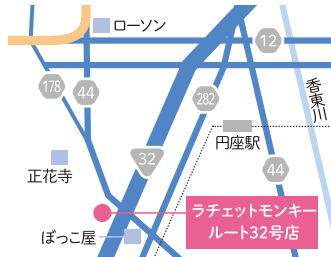 ローソン
12
178
44
282
香東川
円座駅
32
正花寺
44
ラチェットモンキー
ルート32号店
ぼっこ屋